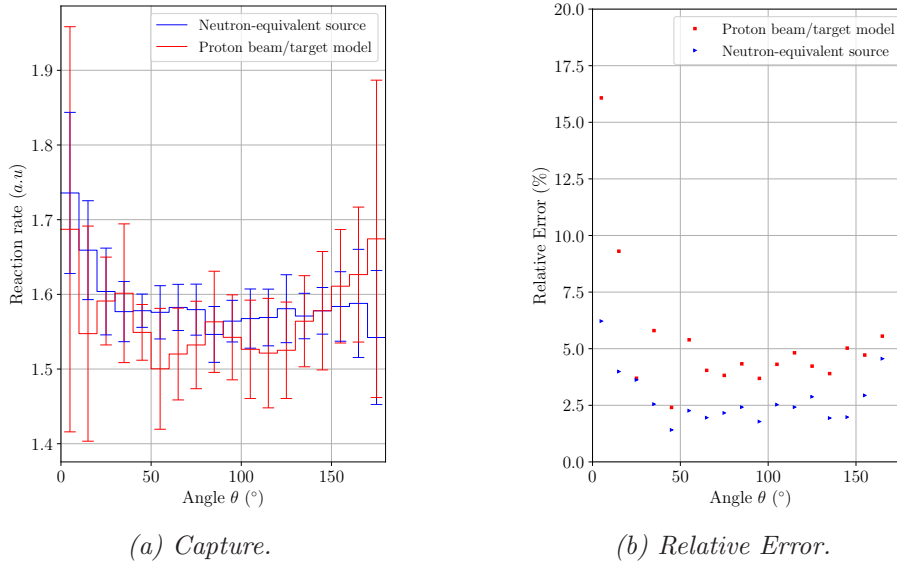 Neutron-equivalent source
Proton beam/target model
1.9
1.8
1.7
1.6
1.5
1.4
Reaction rate (a.u)
0
50
100
150
Angle θ (°)
(a) Capture.
20.0
17.5
15.0
12.5
10.0
7.5
5.0
2.5
0.0
Relative Error (%)
Proton beam/target model
Neutron-equivalent source
0
50
100
150
Angle θ (°)
(b) Relative Error.